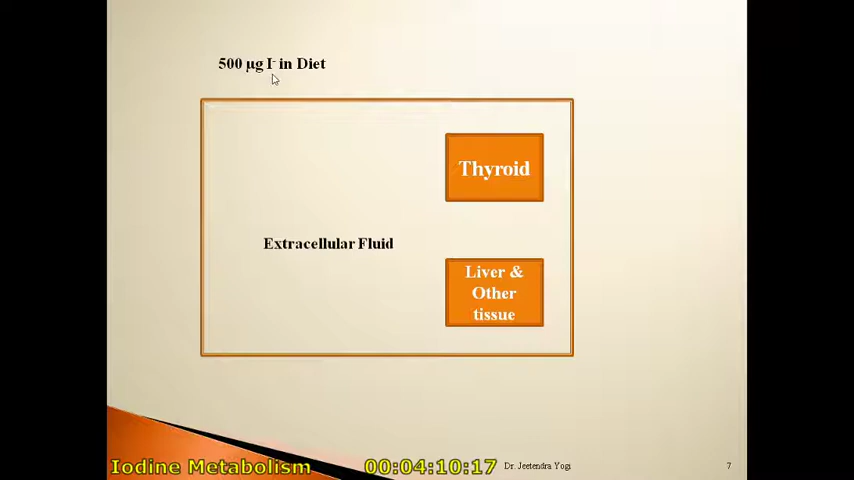 500 µg I⁻ in Diet
Thyroid
Extracellular Fluid
Liver &
Other
tissue
Iodine Metabolism
00:04:10:17
Dr. Jeetendra Yogi
7